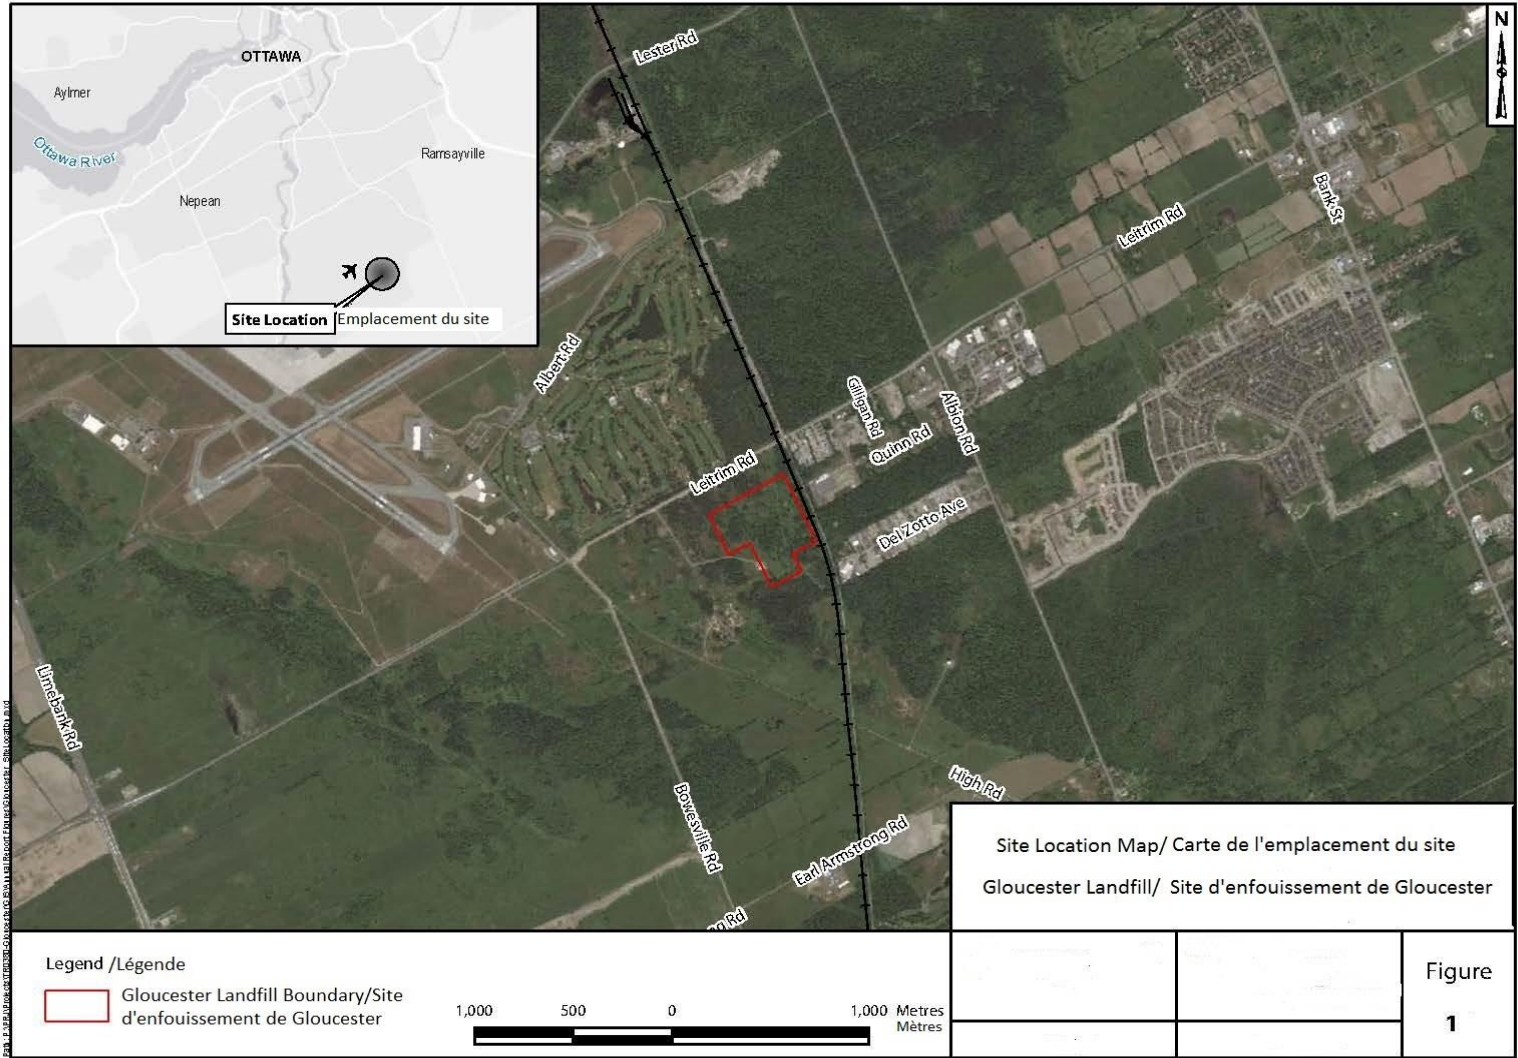 OTTAWA
Aylmer
Ottawa River
Ramsayville
Nepean
Site Location /Emplacement du site
N
Lester Rd
Bank St
Leitrim Rd
Albert Rd
Gilligan Rd
Albion Rd
Quinn Rd
Leitrim Rd
Del Zotto Ave
Limebank Rd
High Rd
Bowesville Rd
Earl Armstrong Rd
ng Rd
Site Location Map/ Carte de l'emplacement du site
Gloucester Landfill/ Site d'enfouissement de Gloucester
Legend /Légende
Gloucester Landfill Boundary/Site
d'enfouissement de Gloucester
1,000 500 0 1,000 Metres
Mètres
Figure
1